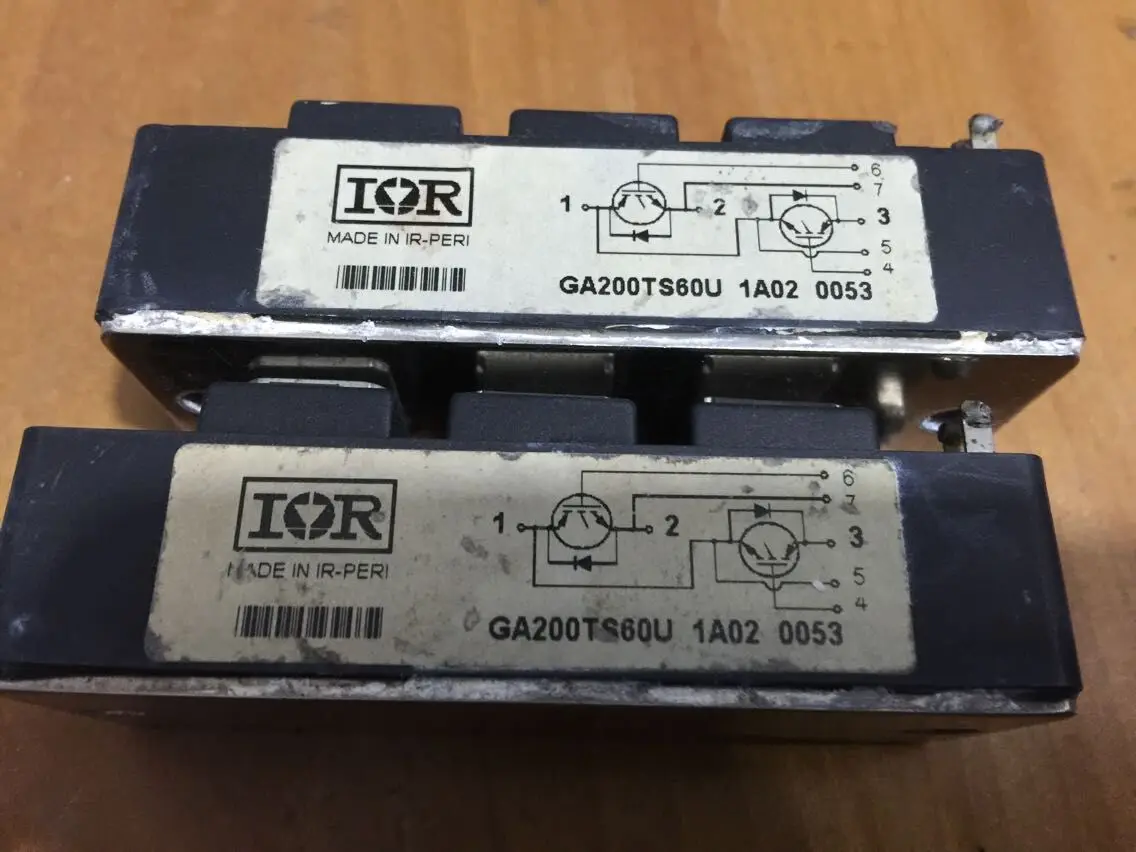 IOR
MADE IN IR-PERI
1 2 6
7
3
5
4
GA200TS60U 1A02 0053
IOR
MADE IN IR-PERI
1 2 6
7
3
5
4
GA200TS60U 1A02 0053